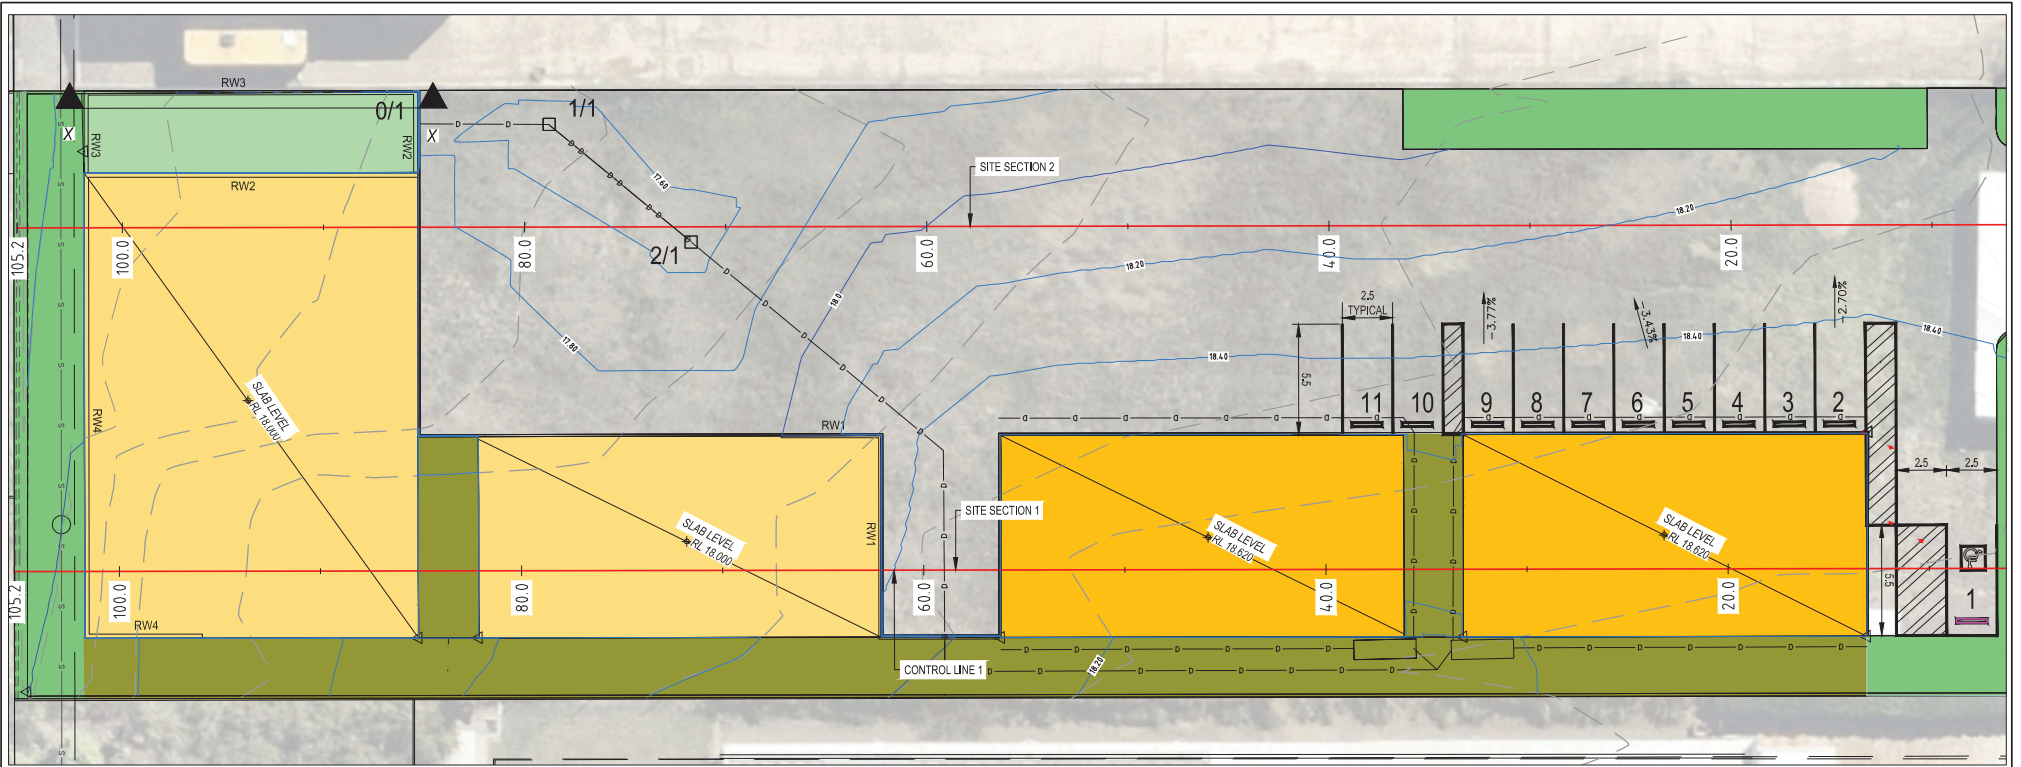 RW3
0/1
1/1
X
X
RW3
RW2
RW2
D
D
D
D
D
D
D
D
17.60
SITE SECTION 2
18.20
105.2
100.0
80.0
2/1
60.0
18.20
40.0
20.0
D
D
D
D
D
18.0
17.80
2.5
TYPICAL
-3.77%
-3.43%
-2.70%
18.40
18.40
18.40
5.5
SLAB LEVEL
RL 18.000
RW4
RW1
11
10
9
8
7
6
5
4
3
2
2.5
2.5
SITE SECTION 1
RW1
SLAB LEVEL
RL 18.000
SLAB LEVEL
RL 18.620
SLAB LEVEL
RL 18.620
105.2
100.0
80.0
60.0
40.0
20.0
5.5
1
RW4
CONTROL LINE 1
18.20
D
D
D
D
D
D
S
S
S
S